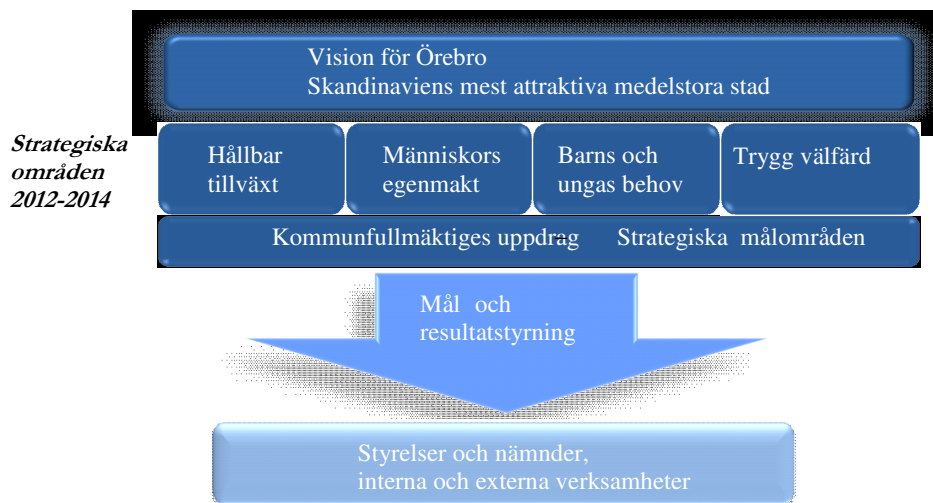 Vision för Örebro
Skandinaviens mest attraktiva medelstora stad
Strategiska
områden
2012-2014
Hållbar
tillväxt
Människors
egenmakt
Barns och
ungas behov
Trygg välfärd
Kommunfullmäktiges uppdrag – Strategiska målområden
Mål och
resultatstyrning
Styrelser och nämnder,
interna och externa verksamheter